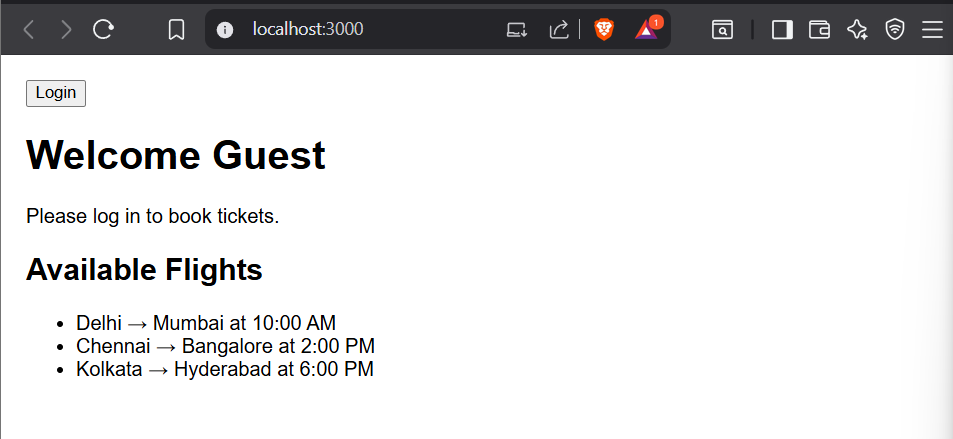 localhost:3000
1
Login
Welcome Guest
Please log in to book tickets.
Available Flights
• Delhi → Mumbai at 10:00 AM
• Chennai → Bangalore at 2:00 PM
• Kolkata → Hyderabad at 6:00 PM